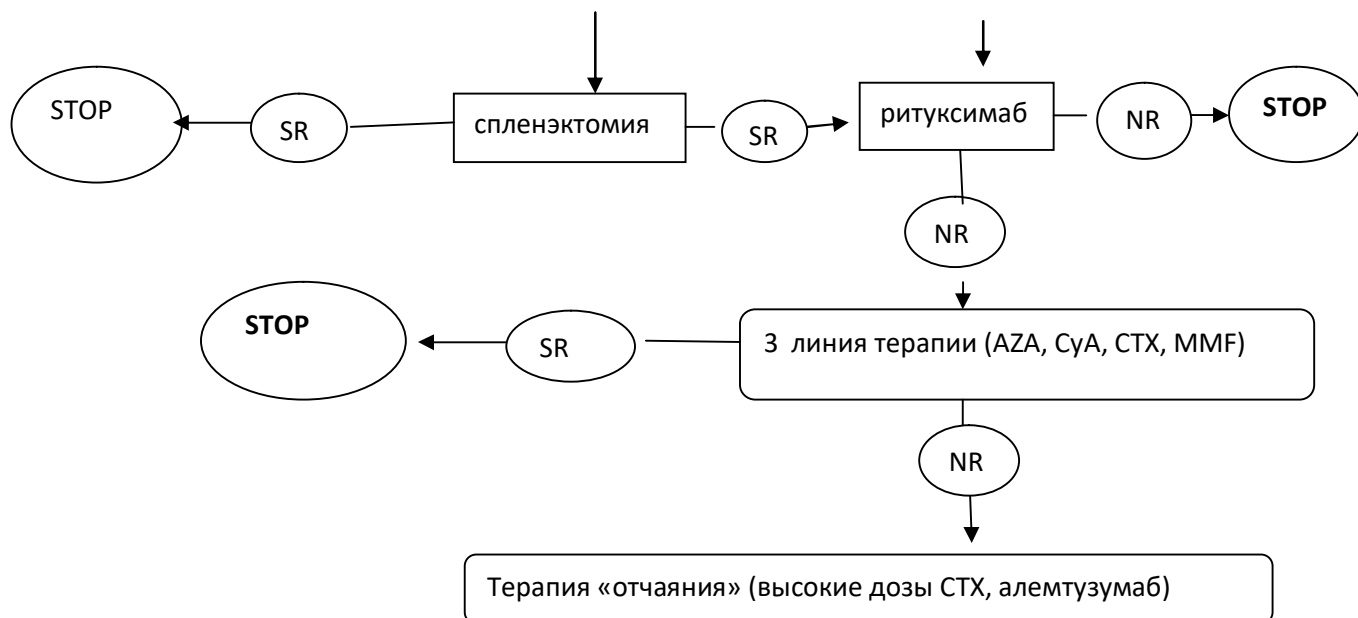 STOP
SR
спленэктомия
SR
ритуксимаб
NR
STOP
NR
STOP
SR
3 линия терапии (AZA, CyA, CTX, MMF)
NR
Терапия «отчаяния» (высокие дозы CTX, алемтузумаб)